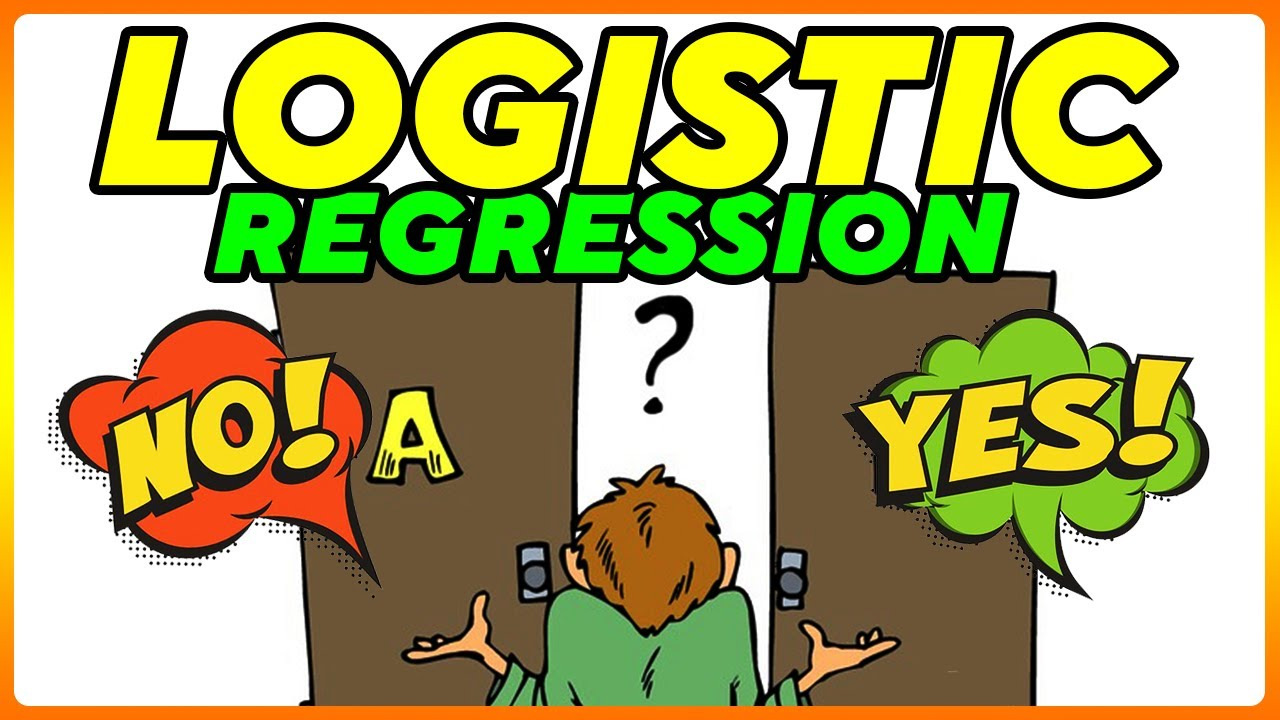 LOGISTIC
REGRESSION
?
NO!
A
YES!